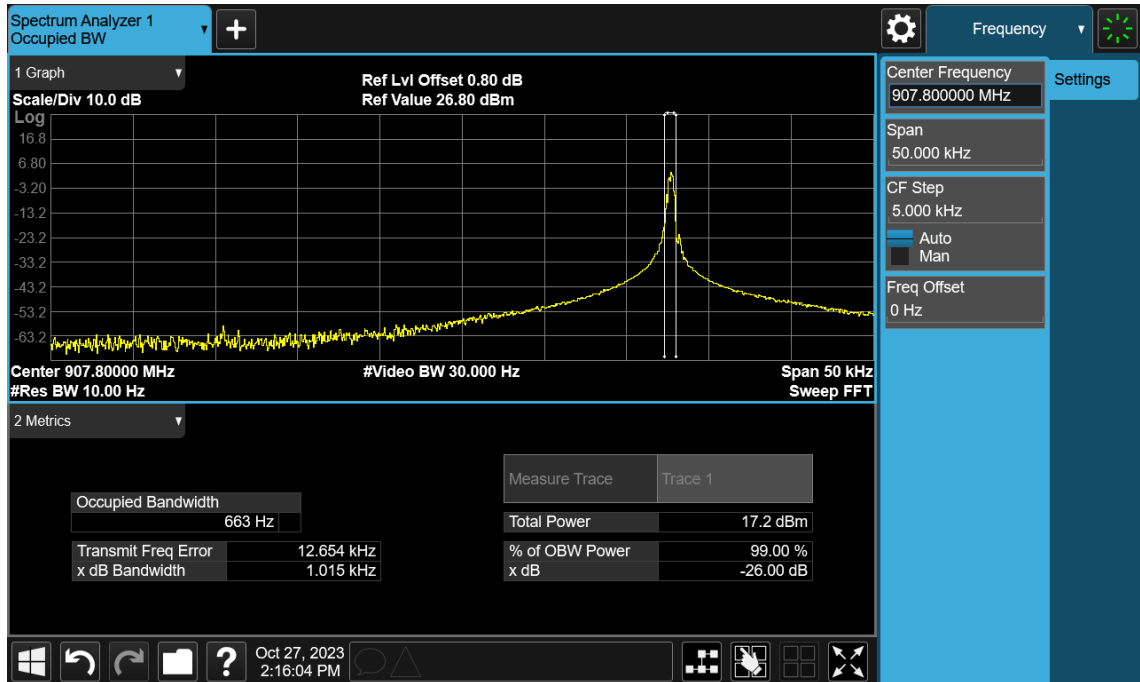 Spectrum Analyzer 1
Occupied BW
Frequency
1 Graph
Ref Lvl Offset 0.80 dB
Scale/Div 10.0 dB
Ref Value 26.80 dBm
Log
16.8
6.80
-3.20
-13.2
-23.2
-33.2
-43.2
-53.2
-63.2
Center 907.80000 MHz
#Video BW 30.000 Hz
Span 50 kHz
#Res BW 10.00 Hz
Sweep FFT
Center Frequency
907.800000 MHz
Settings
Span
50.000 kHz
CF Step
5.000 kHz
Auto
Man
Freq Offset
0 Hz
2 Metrics
Measure Trace
Trace 1
Occupied Bandwidth
663 Hz
Total Power
17.2 dBm
Transmit Freq Error
12.654 kHz
% of OBW Power
99.00 %
x dB Bandwidth
1.015 kHz
x dB
-26.00 dB
Oct 27, 2023
2:16:04 PM